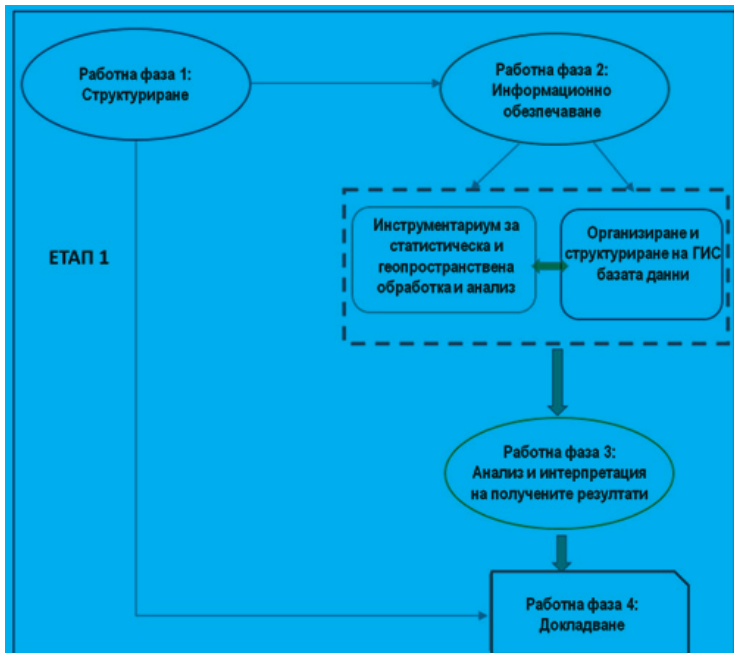 Работна фаза 1:
Структуриране
Работна фаза 2:
Информационно
обезпечаване
ЕТАП 1
Инструментариум за
статистическа и
геопространствена
обработка и анализ
Организиране и
структуриране на ГИС
базата данни
Работна фаза 3:
Анализ и интерпретация
на получените резултати
Работна фаза 4:
Докладване